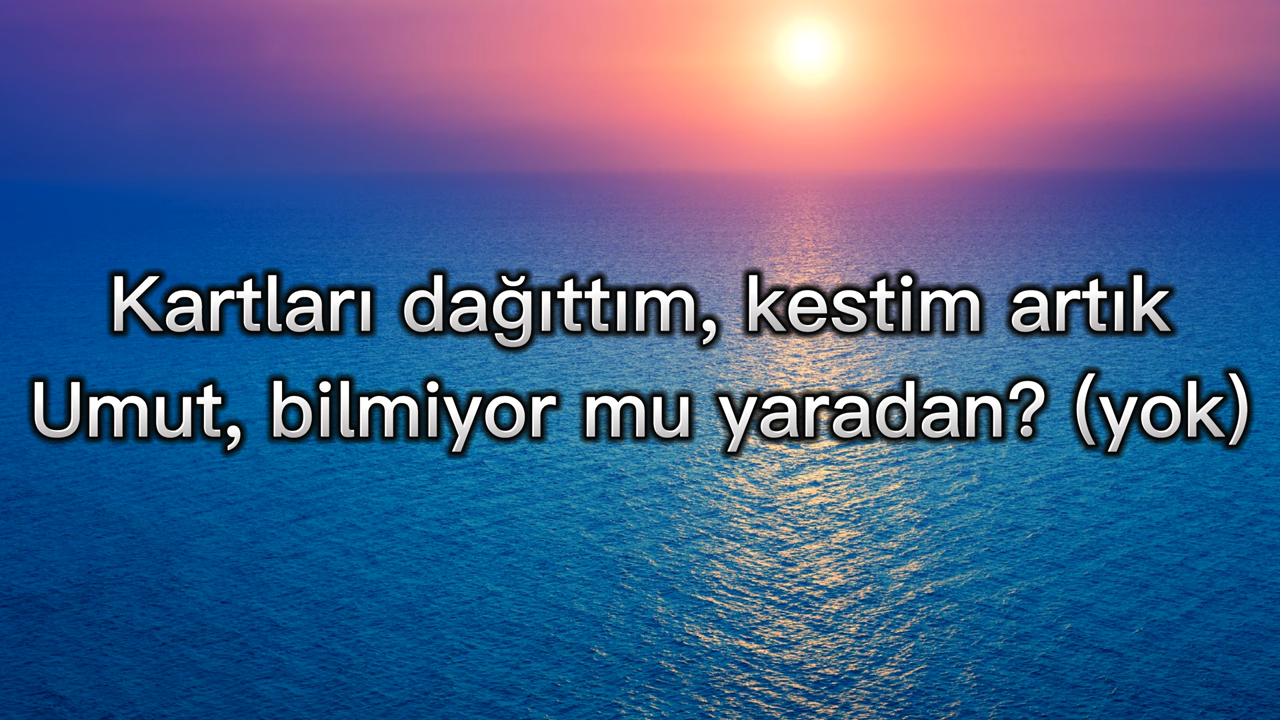 Kartları dağıttım, kestim artık
Umut, bilmiyor mu yaradan? (yok)